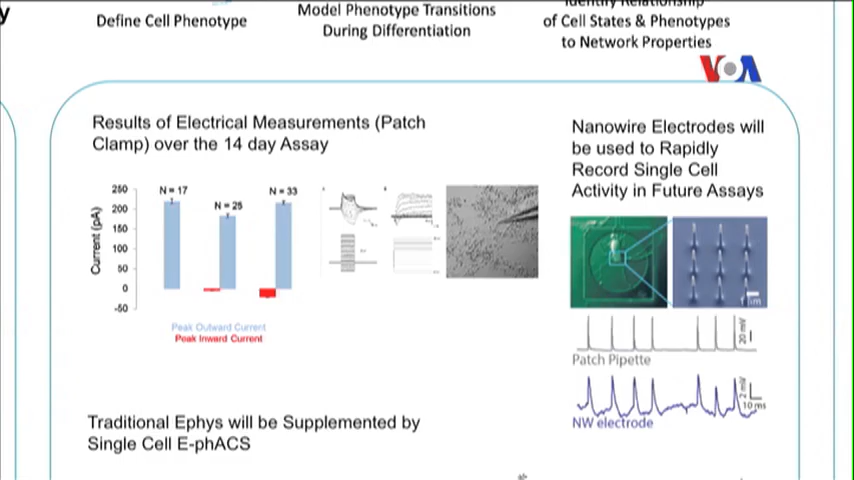 y
Define Cell Phenotype
Model Phenotype Transitions
During Differentiation
Identify Relationship
of Cell States & Phenotypes
to Network Properties
VOA
Results of Electrical Measurements (Patch
Clamp) over the 14 day Assay
Current (pA)
250
200
150
100
50
0
-50
N = 17
N = 25
N = 33
Peak Outward Current
Peak Inward Current
Traditional Ephys will be Supplemented by
Single Cell E-phACS
Nanowire Electrodes will
be used to Rapidly
Record Single Cell
Activity in Future Assays
20 mV
Patch Pipette
2 mV
10 ms
NW electrode